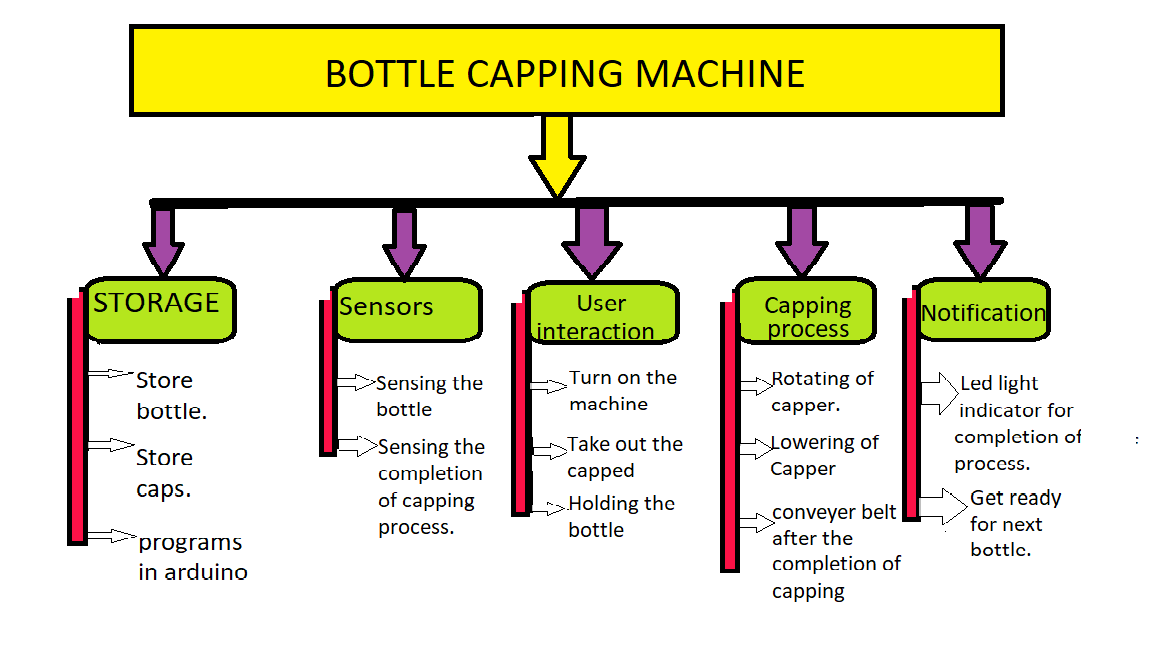 BOTTLE CAPPING MACHINE
STORAGE
Store
bottle.
Store
caps.
programs
in arduino
Sensors
Sensing the
bottle
Sensing the
completion
of capping
process.
User
interaction
Turn on the
machine
Take out the
capped
Holding the
bottle
Capping
process
Rotating of
capper.
Lowering of
Capper
conveyer belt
after the
completion of
capping
Notification
Led light
indicator for
completion of
process.
Get ready
for next
bottle.
: